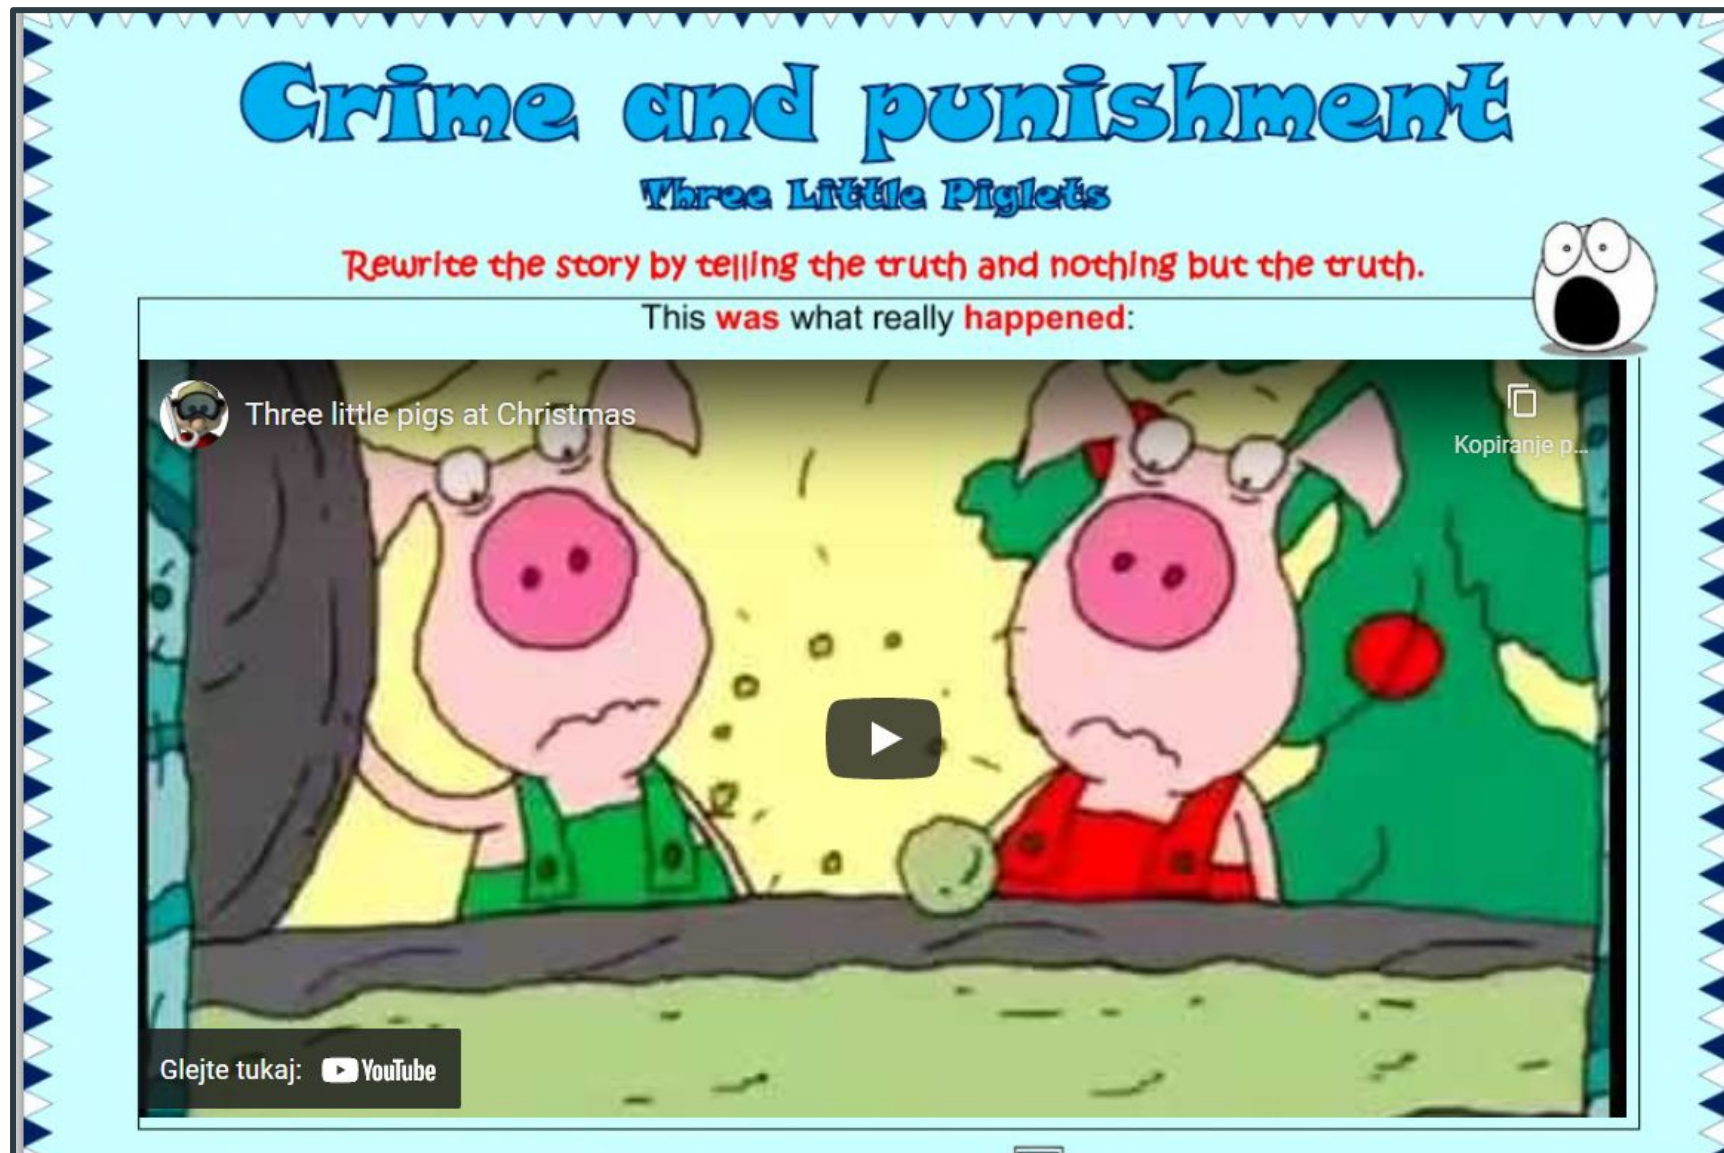 Crime and punishment
Three Little Piglets
Rewrite the story by telling the truth and nothing but the truth.
This was what really happened:
Three little pigs at Christmas
Kopiranje p...
Glejte tukaj: YouTube